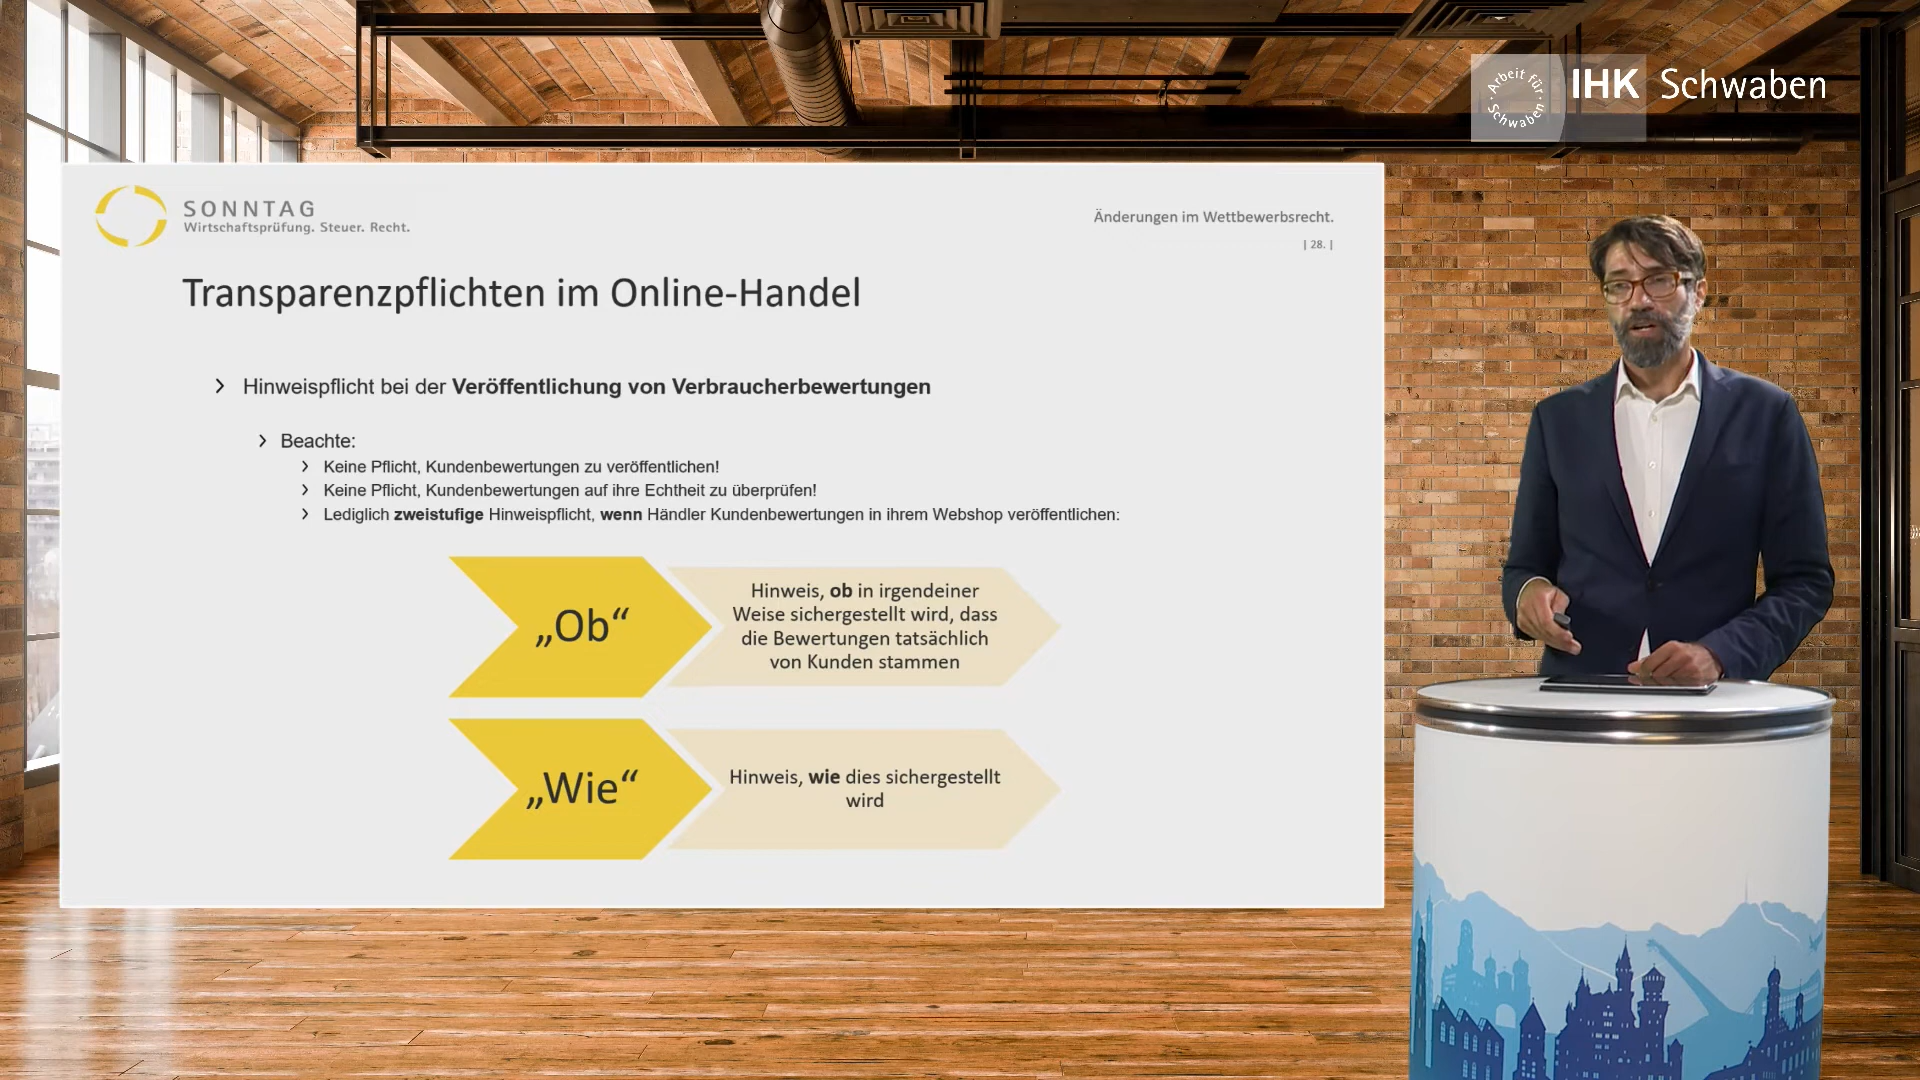 Arbeit für
Schwaben
IHK Schwaben
SONNTAG
Wirtschaftsprüfung. Steuer. Recht.
Änderungen im Wettbewerbsrecht.
| 28. |
Transparenzpflichten im Online-Handel
Hinweispflicht bei der Veröffentlichung von Verbraucherbewertungen
Beachte:
Keine Pflicht, Kundenbewertungen zu veröffentlichen!
Keine Pflicht, Kundenbewertungen auf ihre Echtheit zu überprüfen!
Lediglich zweistufige Hinweispflicht, wenn Händler Kundenbewertungen in ihrem Webshop veröffentlichen:
„Ob“
Hinweis, ob in irgendeiner
Weise sichergestellt wird, dass
die Bewertungen tatsächlich
von Kunden stammen
„Wie“
Hinweis, wie dies sichergestellt
wird